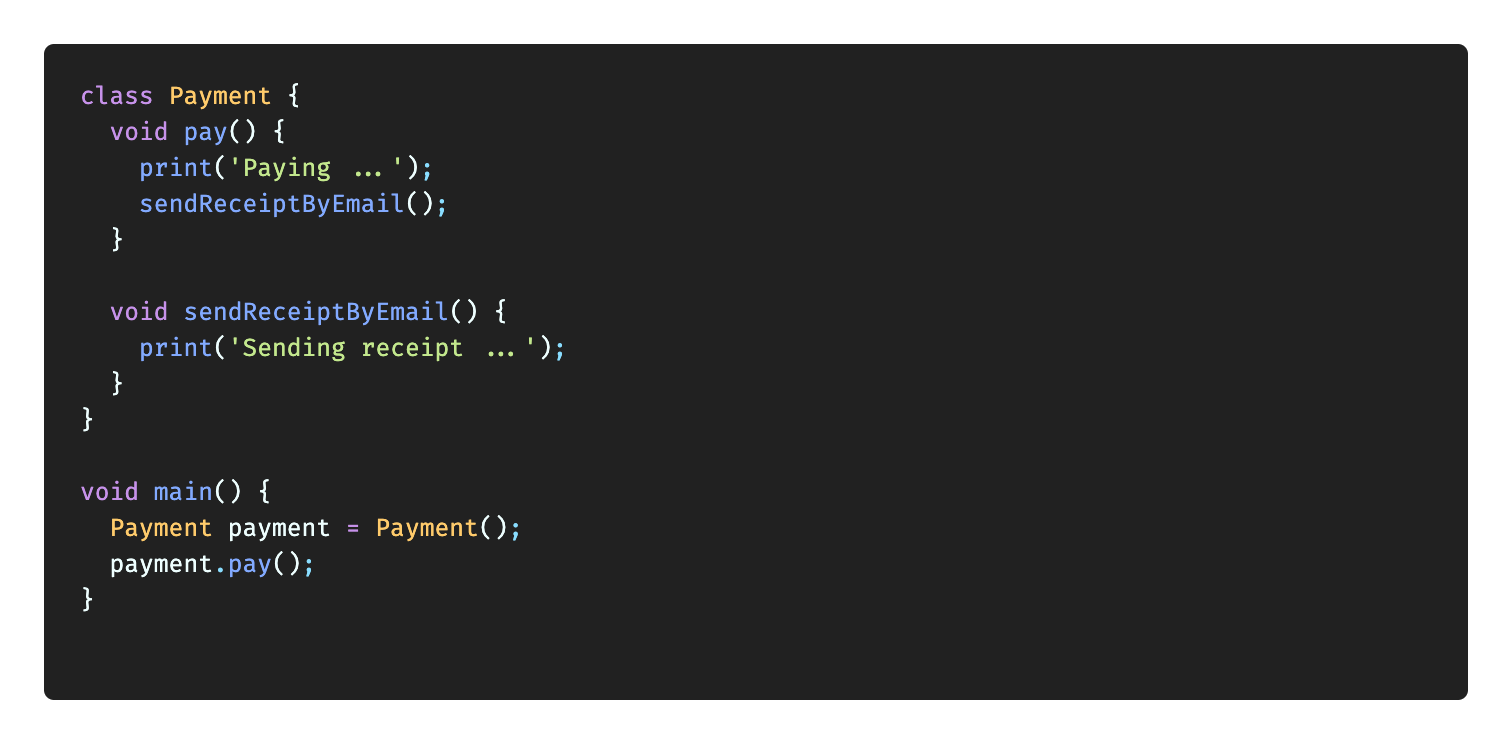 class Payment {
  void pay() {
    print('Paying ...');
    sendReceiptByEmail();
  }

  void sendReceiptByEmail() {
    print('Sending receipt ...');
  }
}

void main() {
  Payment payment = Payment();
  payment.pay();
}